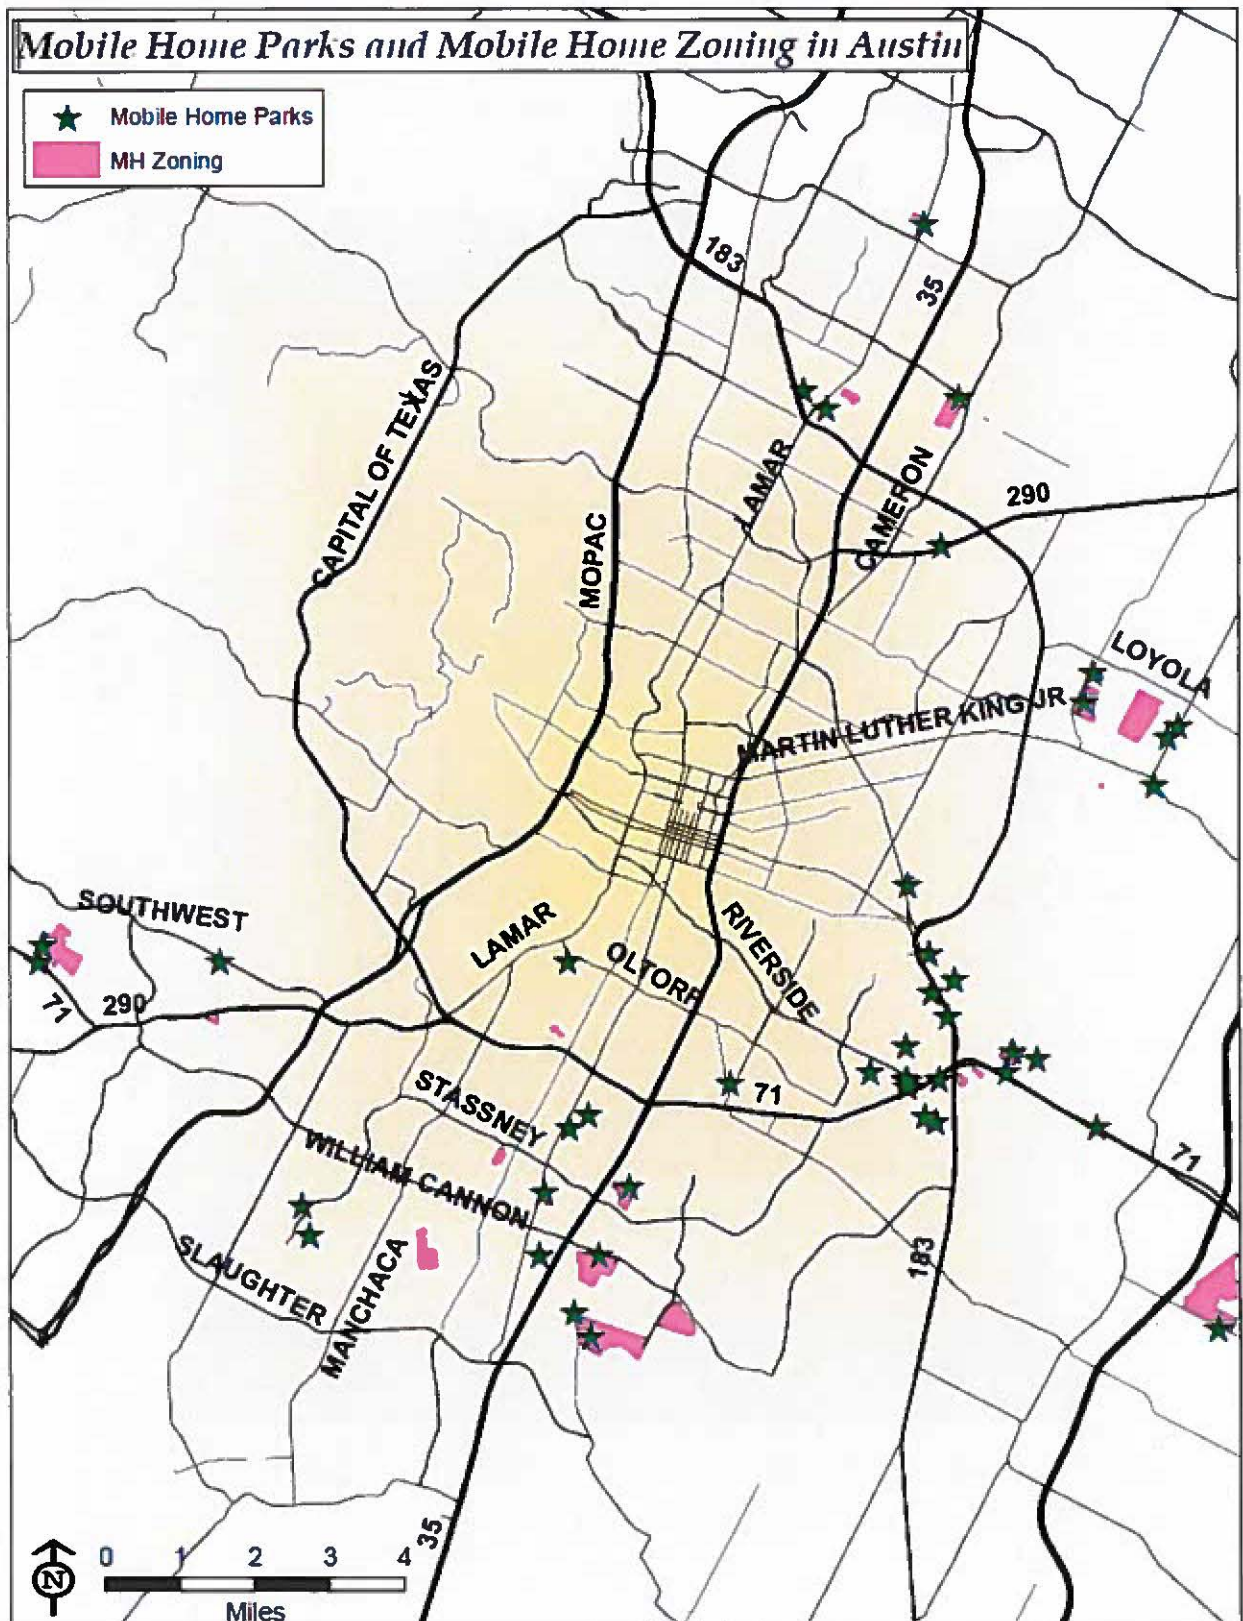 Mobile Home Parks and Mobile Home Zoning in Austin
Mobile Home Parks
MH Zoning
183
35
CAPITAL OF TEXAS
LAMAR
CAMERON
290
MOPAC
LOYOLA
MARTIN LUTHER KING JR
SOUTHWEST
LAMAR
OLTORF
RIVERSIDE
71
290
STASSNEY
71
WILLIAM CANNON
71
SLAUGHTER
MANCHACA
183
35
N
0 1 2 3 4
Miles